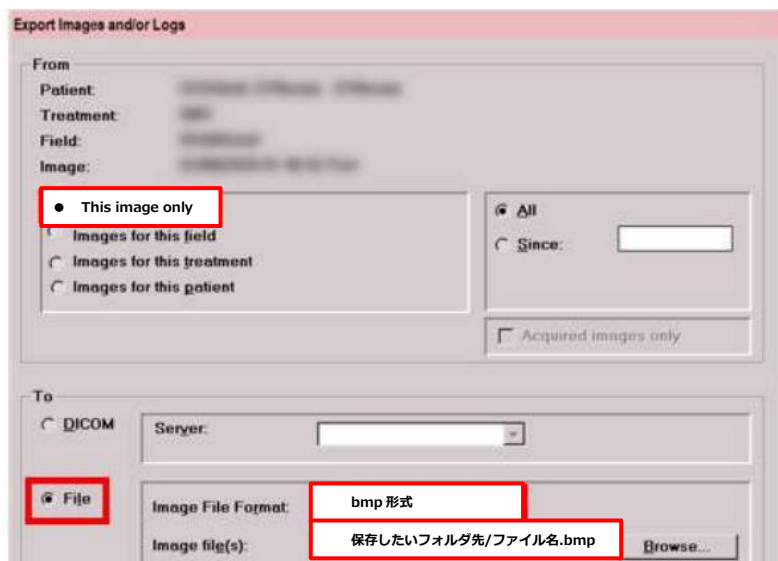 Export Images and/or Logs
From
Patient:
Treatment:
Field:
Image:
● This image only
Images for this field
Images for this treatment
Images for this patient
All
Since:
Acquired images only
To
DICOM
Server:
File
Image File Format: bmp 形式
Image file(s): 保存したいフォルダ先/ファイル名.bmp Browse...